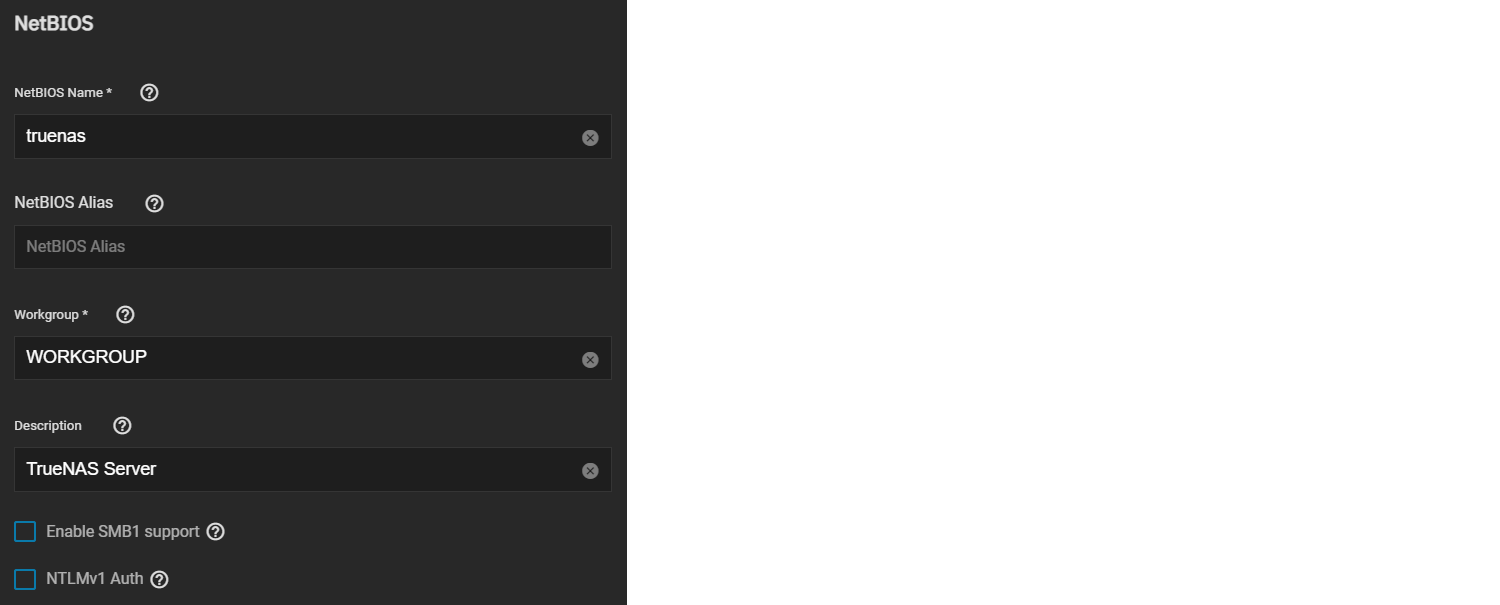 NetBIOS
NetBIOS Name *
truenas
NetBIOS Alias
NetBIOS Alias
Workgroup *
WORKGROUP
Description
TrueNAS Server
Enable SMB1 support
NTLMv1 Auth